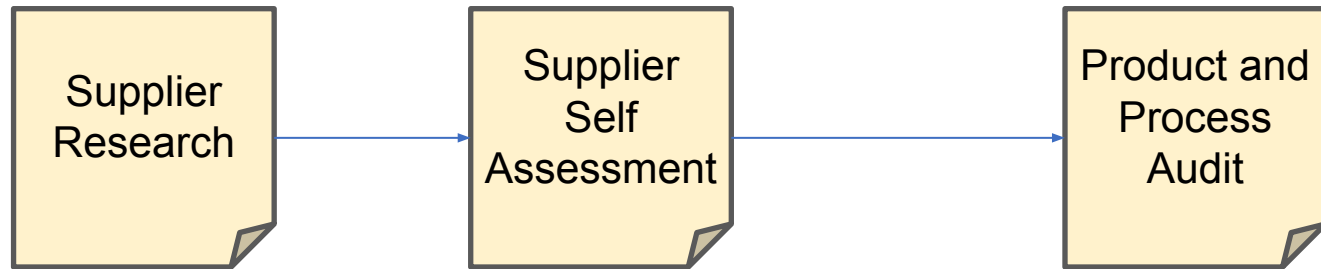 Supplier
Research
Supplier
Self
Assessment
Product and
Process
Audit